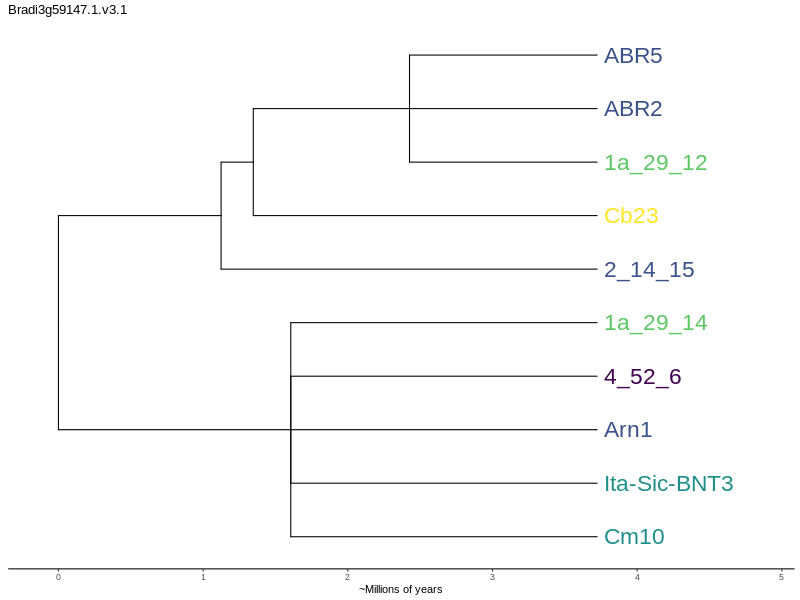 Bradi3g59147.1.v3.1
ABR5
ABR2
1a_29_12
Cb23
2_14_15
1a_29_14
4_52_6
Arn1
Ita-Sic-BNT3
Cm10
0 1 2 3 4 5
~Millions of years